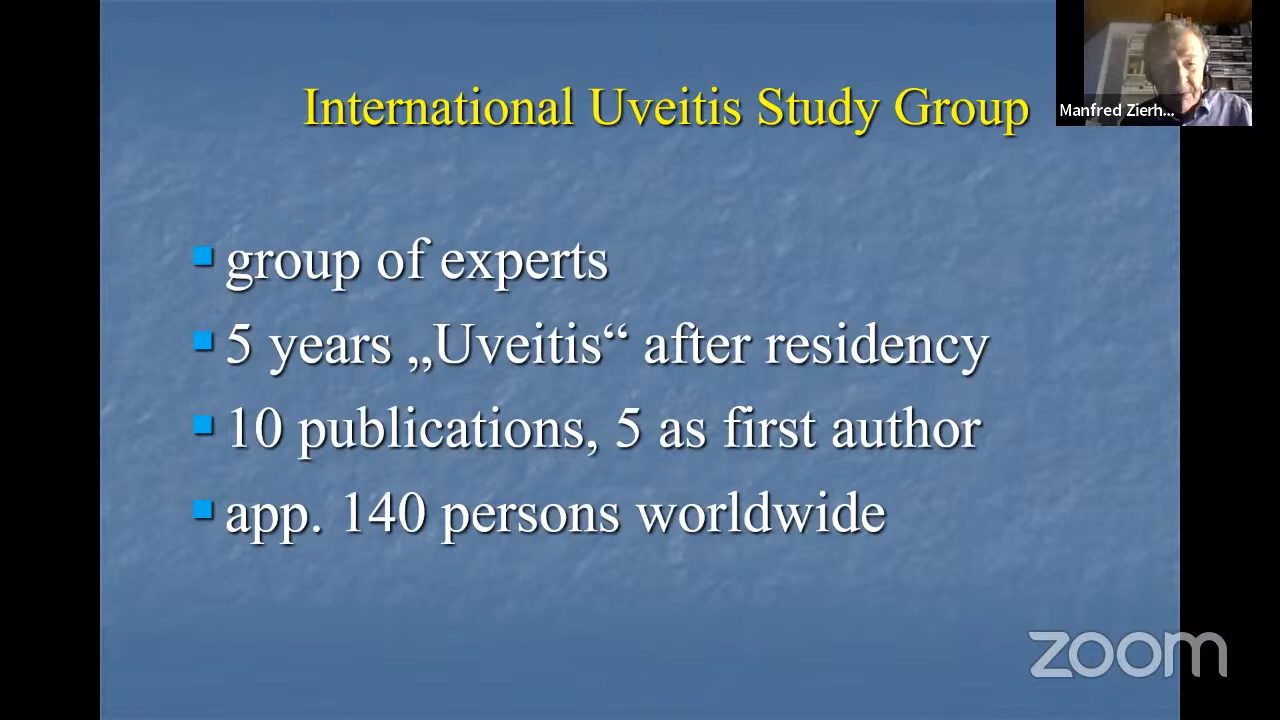 International Uveitis Study Group
Manfred Zierh...
group of experts
5 years „Uveitis“ after residency
10 publications, 5 as first author
app. 140 persons worldwide
zoom